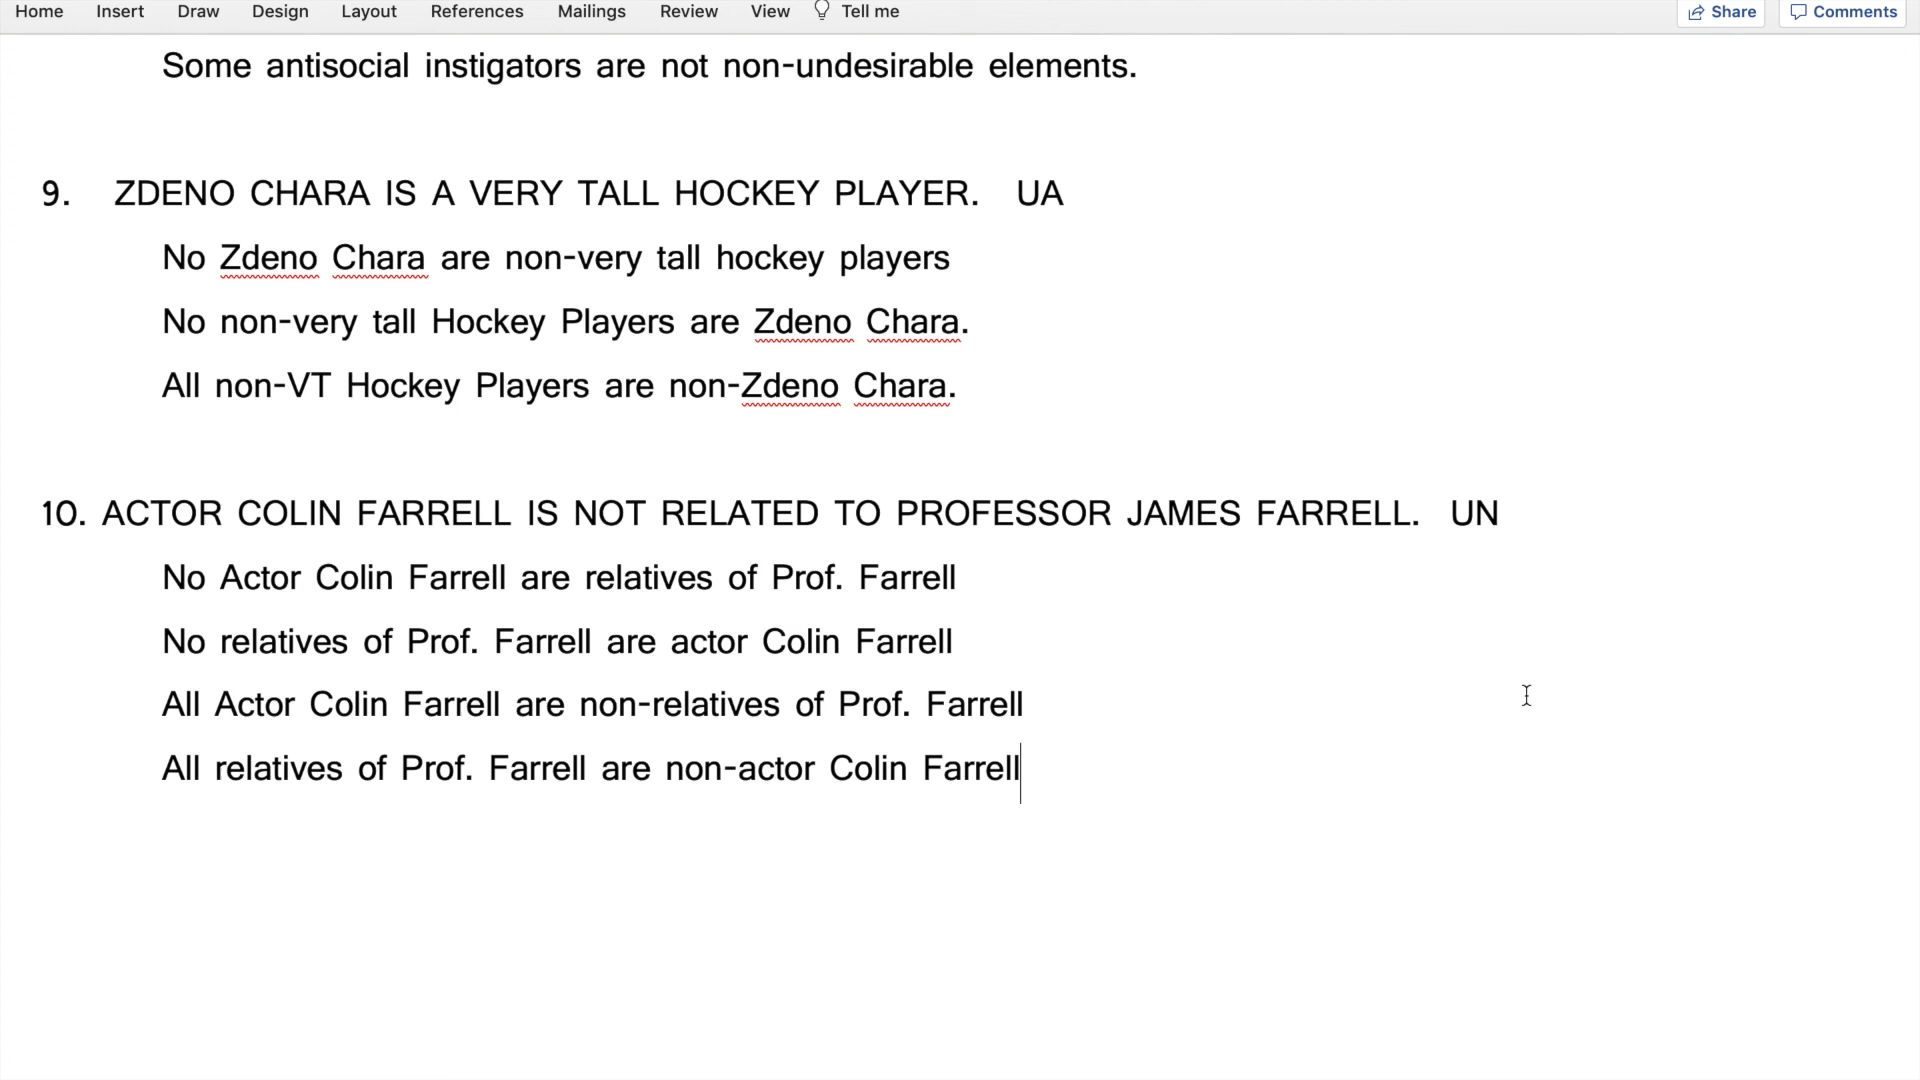 Home Insert Draw Design Layout References Mailings Review View Tell me Share Comments
Some antisocial instigators are not non-undesirable elements.
9. ZDENO CHARA IS A VERY TALL HOCKEY PLAYER. UA
No Zdeno Chara are non-very tall hockey players
No non-very tall Hockey Players are Zdeno Chara.
All non-VT Hockey Players are non-Zdeno Chara.
10. ACTOR COLIN FARRELL IS NOT RELATED TO PROFESSOR JAMES FARRELL. UN
No Actor Colin Farrell are relatives of Prof. Farrell
No relatives of Prof. Farrell are actor Colin Farrell
All Actor Colin Farrell are non-relatives of Prof. Farrell
All relatives of Prof. Farrell are non-actor Colin Farrell